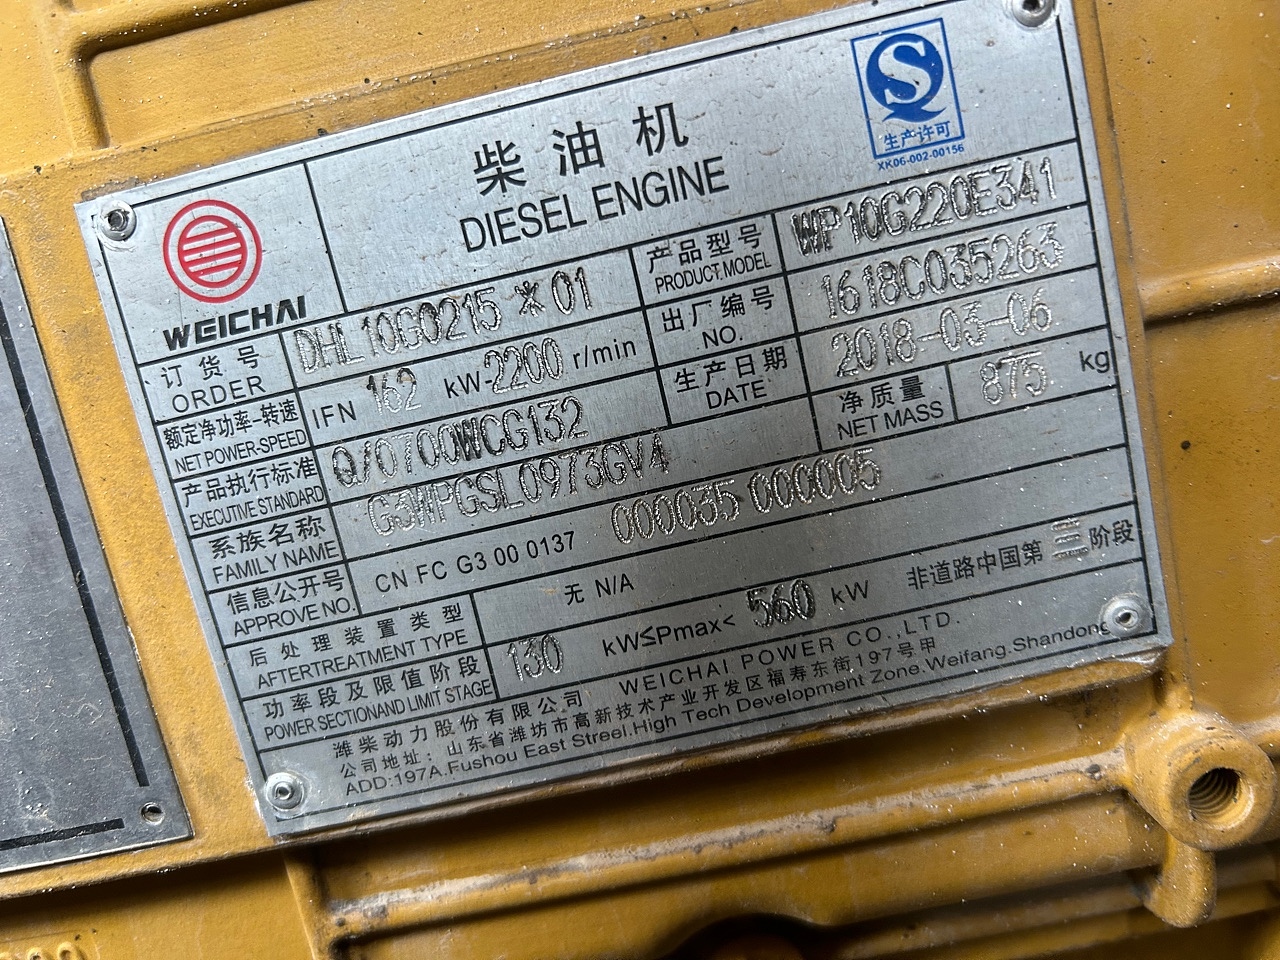 柴油机
DIESEL ENGINE
生产许可
XK06-002-00156
WEICHAI
订货号 ORDER DHL10G0215*01
产品型号 PRODUCT.MODEL WP10G220E341
额定净功率-转速 NET POWER-SPEED IFN 162 kW-2200 r/min
出厂编号 NO. 1618C035263
产品执行标准 EXECUTIVE STANDARD Q/0T00WCG132
生产日期 DATE 2018-03-06
系族名称 FAMILY NAME G3WPGSL0973GV4
净质量 NET MASS 875 kg
信息公开号 APPROVE NO. CN FC G3 00 0137 000035 000005
后处理装置类型 AFTERTREATMENT TYPE 无 N/A
功率段及限值阶段 POWER SECTIONAND LIMIT STAGE 130 kW≤Pmax< 560 kW 非道路中国第三阶段
潍柴动力股份有限公司 WEICHAI POWER CO.,LTD.
公司地址：山东省潍坊市高新技术产业开发区福寿东街197号甲
ADD:197A.Fushou East Streel.High Tech Development Zone.Weifang.Shandong